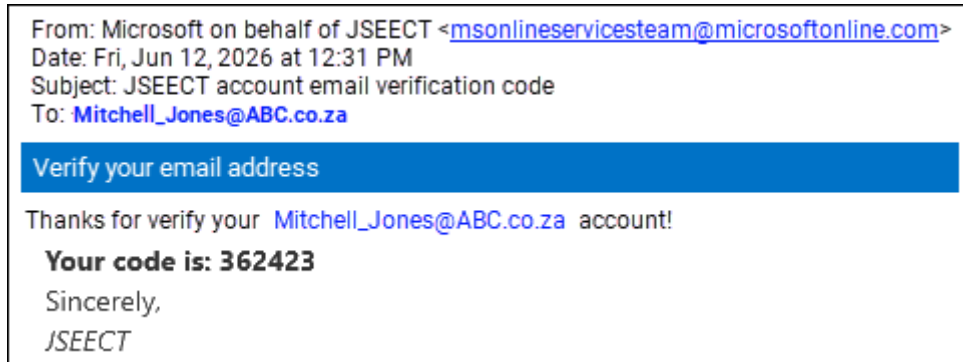 From: Microsoft on behalf of JSEECT <msonlineservicesteam@microsoftonline.com>
Date: Fri, Jun 12, 2026 at 12:31 PM
Subject: JSEECT account email verification code
To: Mitchell_Jones@ABC.co.za
Verify your email address
Thanks for verify your Mitchell_Jones@ABC.co.za account!
Your code is: 362423
Sincerely,
JSEECT